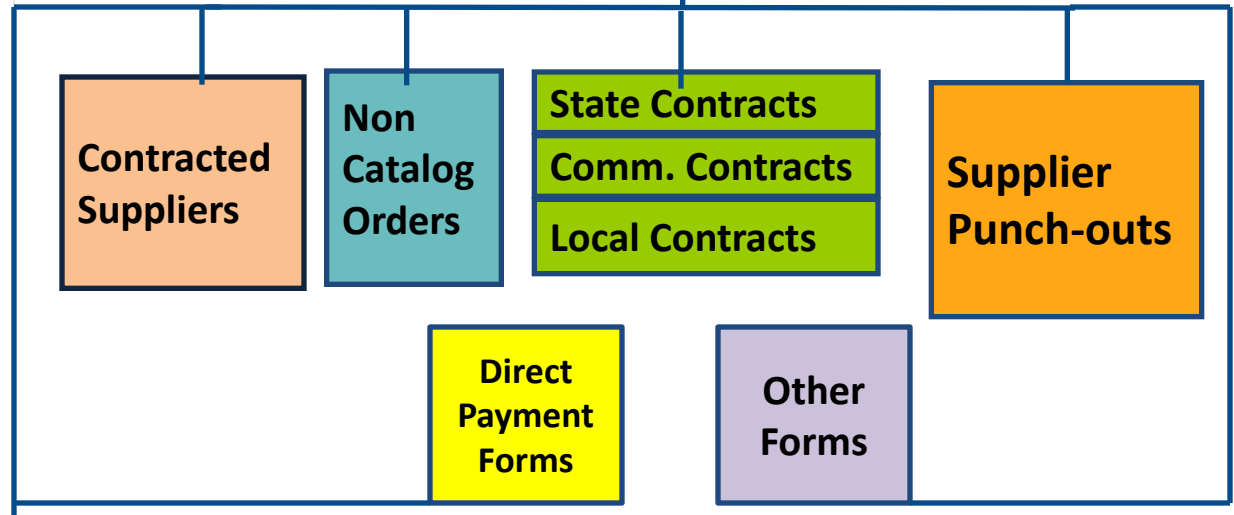 Contracted
Suppliers
Non
Catalog
Orders
State Contracts
Comm. Contracts
Local Contracts
Supplier
Punch-outs
Direct
Payment
Forms
Other
Forms